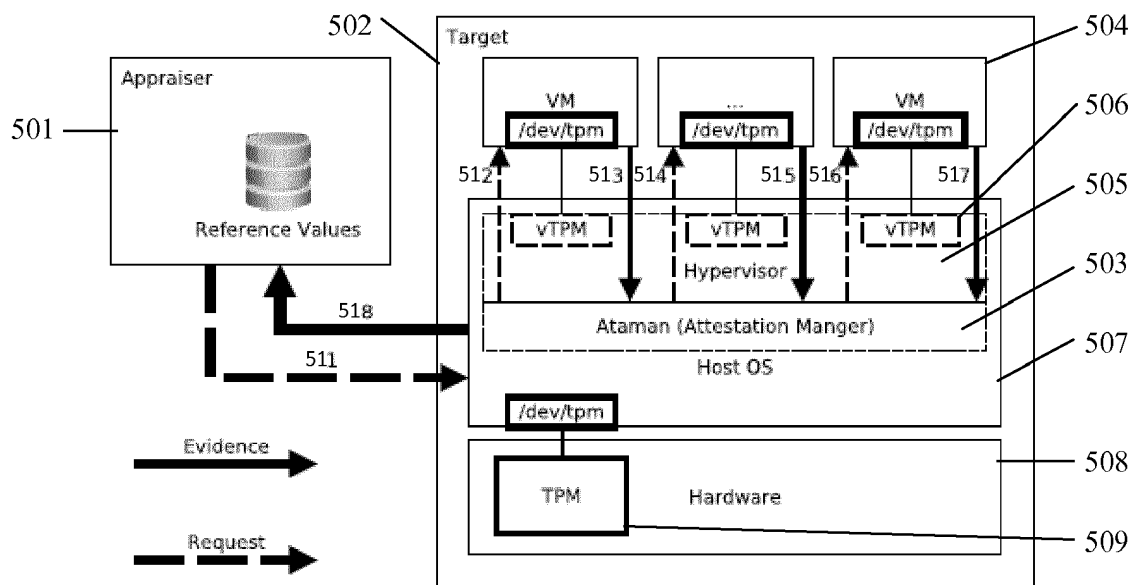 502
504
Target
Appraiser
VM
...
VM
506
501
/dev/tpm
/dev/tpm
/dev/tpm
512
513
514
515
516
517
505
Reference Values
vTPM
vTPM
vTPM
Hypervisor
503
518
Ataman (Attestation Manger)
507
511
Host OS
/dev/tpm
Evidence
508
TPM
Hardware
Request
509